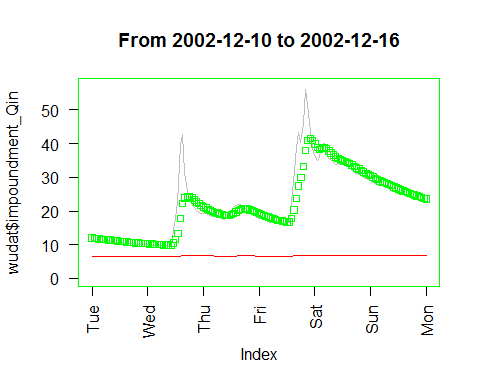 From 2002-12-10 to 2002-12-16
wudat$impoundment_Qin
50
40
30
20
10
0
Tue
Wed
Thu
Fri
Sat
Sun
Mon
Index